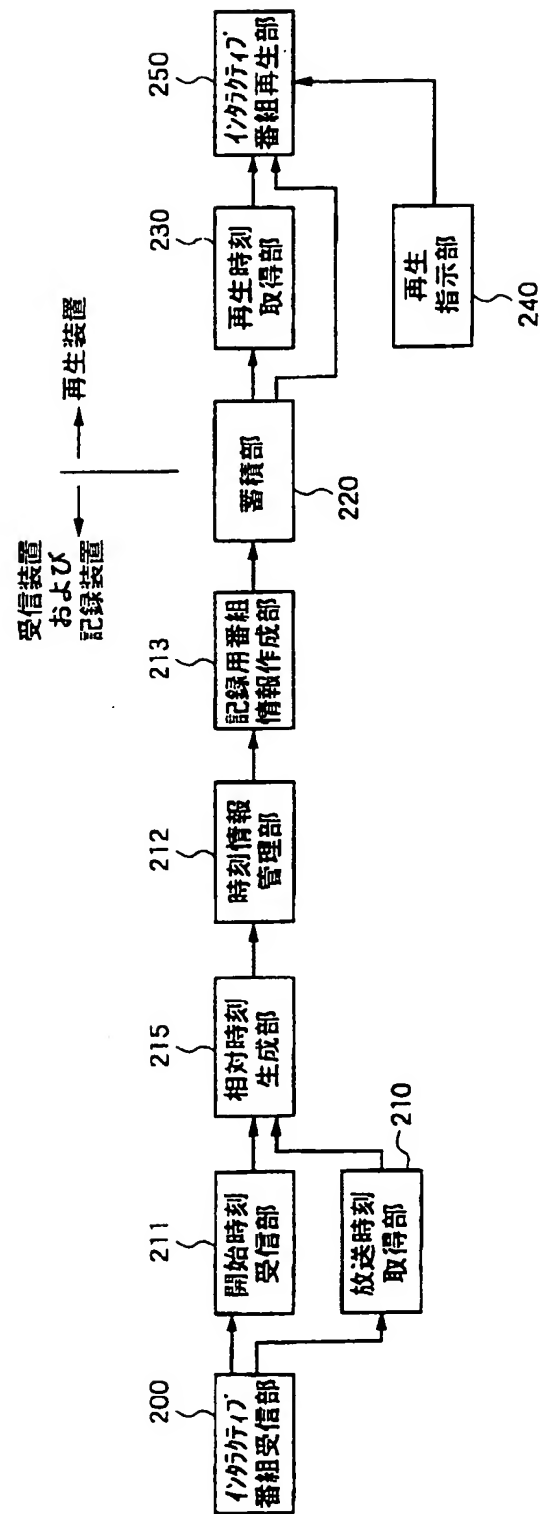 受信装置
および
記録装置
再生装置
200
インタラクティブ
番組受信部
211
開始時刻
受信部
放送時刻
取得部
210
215
相対時刻
生成部
212
時刻情報
管理部
213
記録用番組
情報作成部
蓄積部
220
230
再生時刻
取得部
250
インタラクティブ
番組再生部
再生
指示部
240